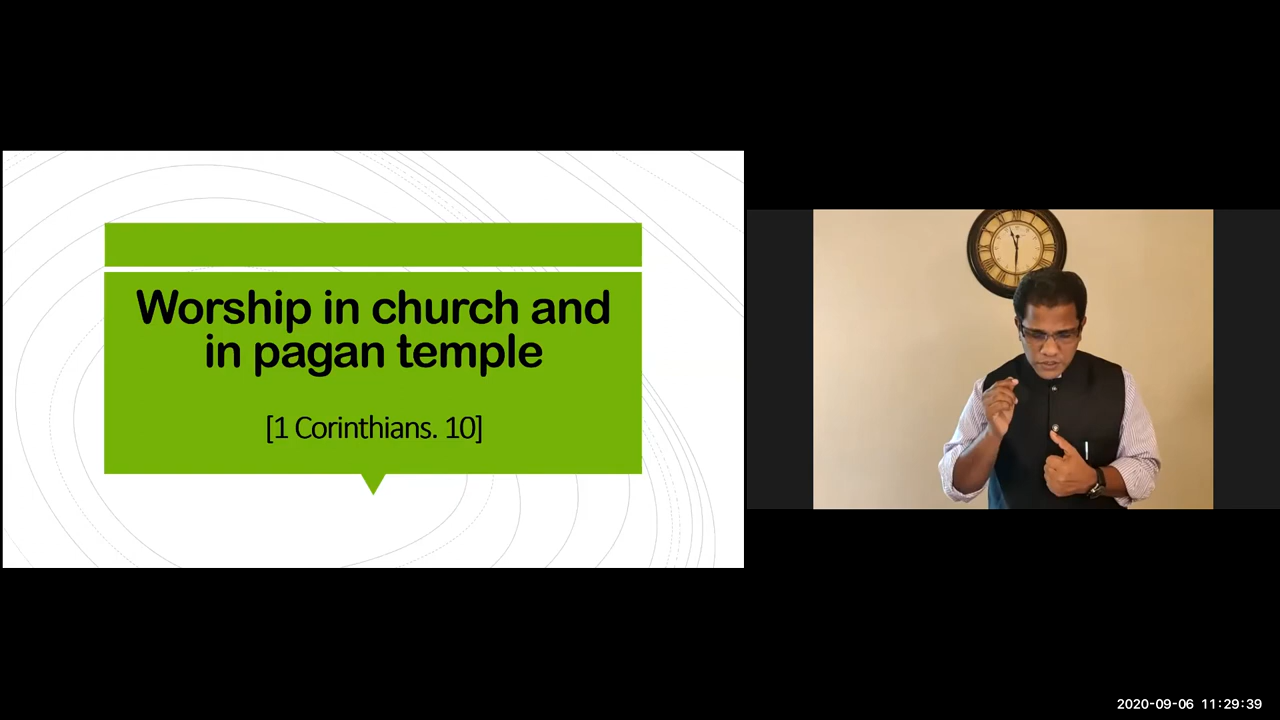 Worship in church and
in pagan temple
[1 Corinthians. 10]
2020-09-06 11:29:39